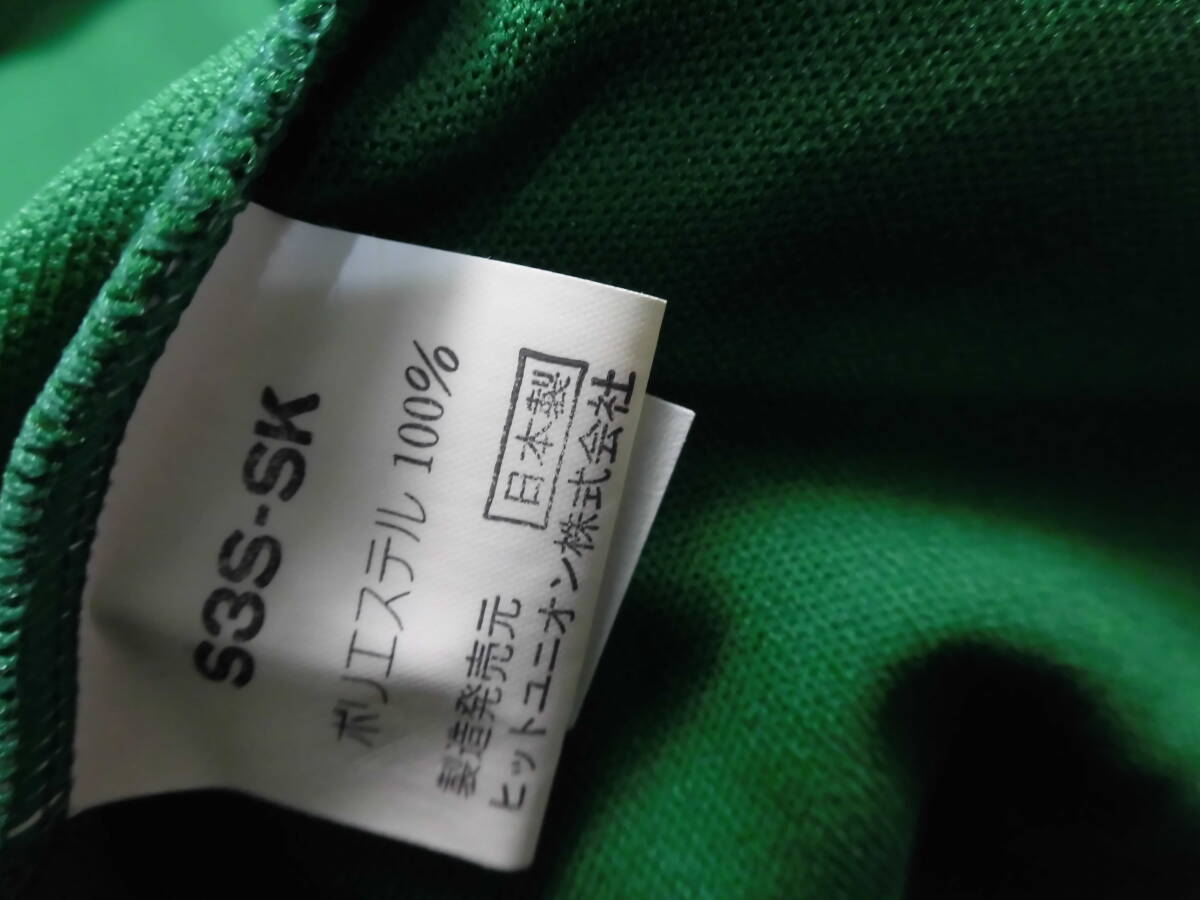 S3S-SK
ポリエステル 100%
日本製
製造発売元
ヒットユニオン株式会社